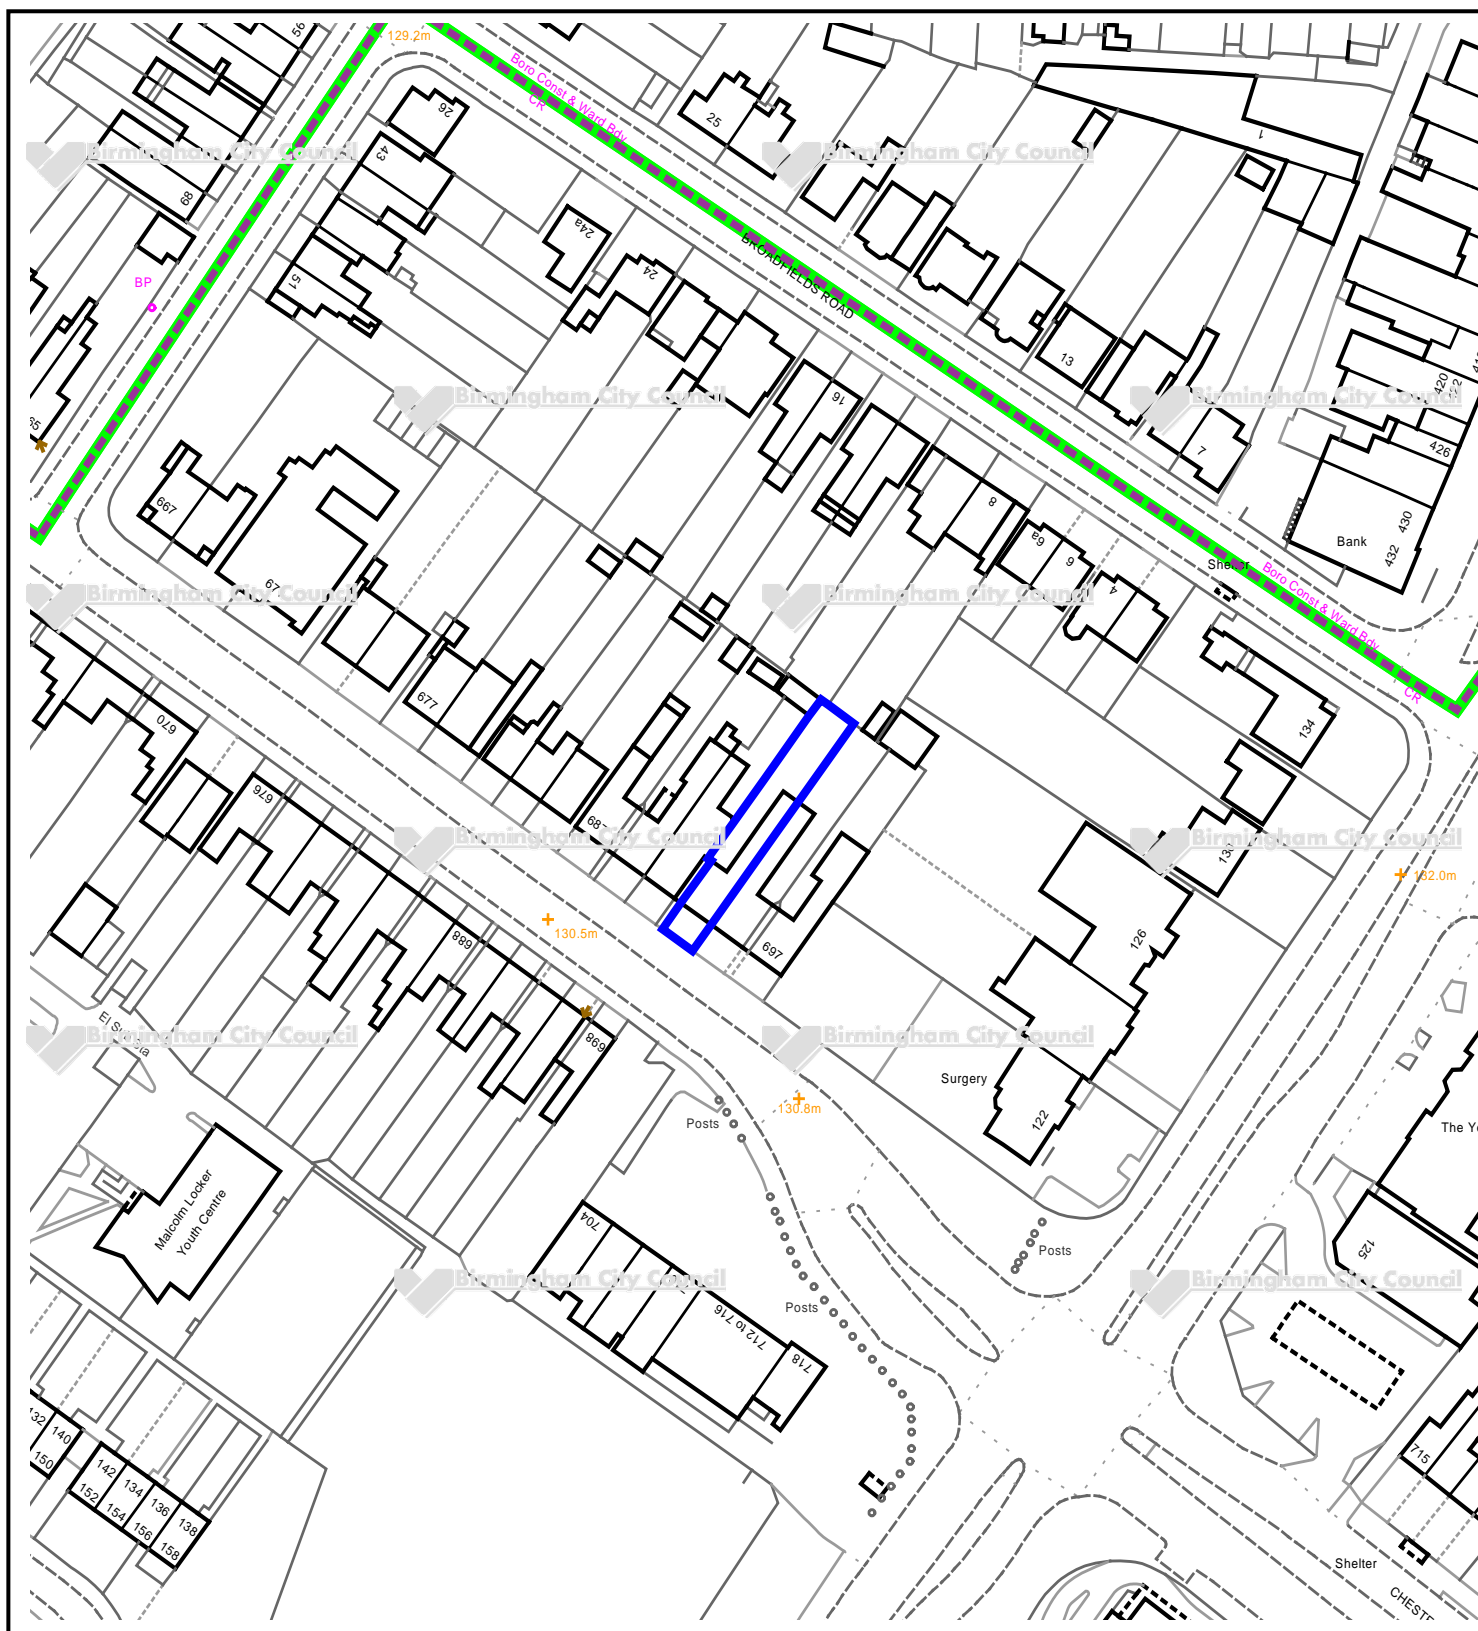 56
129.2m
Boro Const & Ward Bdy
CR
26
25
Birmingham City Council
Birmingham City Council
43
1
68
24a
24
BROADFIELDS ROAD
BP
51
13
16
Birmingham City Council
Birmingham City Council
420
426
7
667
8
6a
6
4
430
432
Bank
Shelter
Boro Const & Ward Bdy
CR
Birmingham City Council
Birmingham City Council
677
670
134
676
Birmingham City Council
Birmingham City Council
132.0m
130.5m
126
688
697
698
Birmingham City Council
Birmingham City Council
Surgery
122
130.8m
Posts
The
Malcolm Locker
Youth Centre
704
Posts
125
Birmingham City Council
Birmingham City Council
Posts
712 to 716
718
132
140
150
142
134
136
138
152
154
156
158
715
Shelter